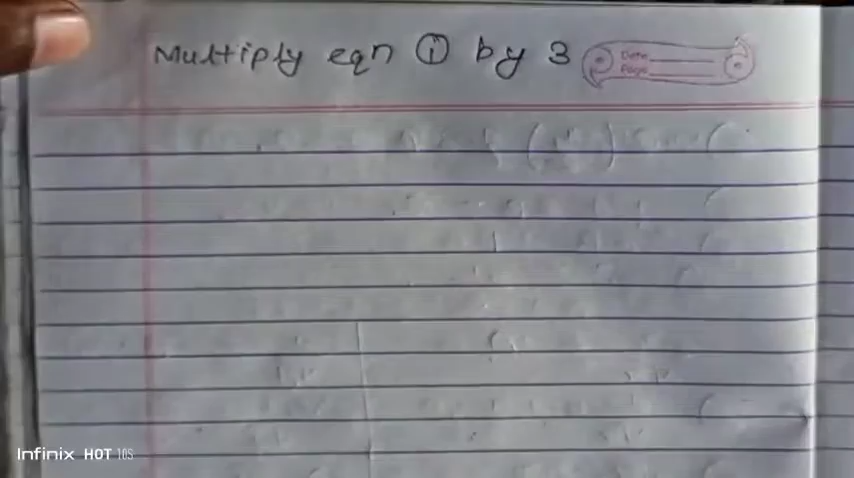 Multiply eqn ① by 3
Date
Page
Infinix HOT 10S